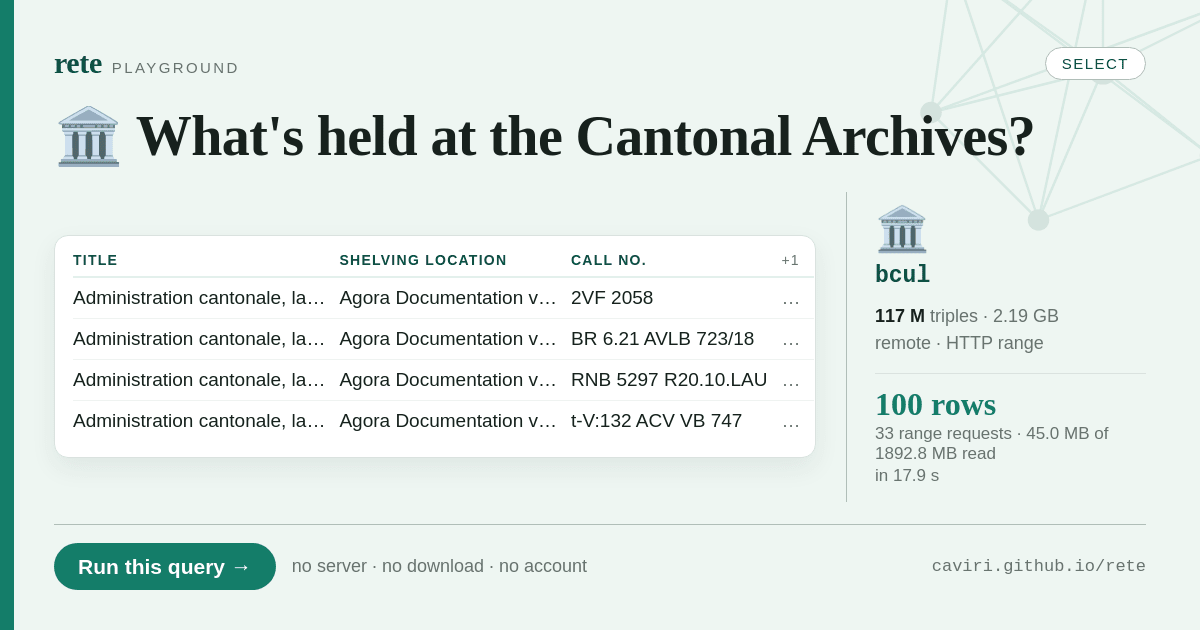 rete PLAYGROUND
SELECT
What's held at the Cantonal Archives?
TITLE SHELVING LOCATION CALL NO. +1
Administration cantonale, la… Agora Documentation v… 2VF 2058 …
Administration cantonale, la… Agora Documentation v… BR 6.21 AVLB 723/18 …
Administration cantonale, la… Agora Documentation v… RNB 5297 R20.10.LAU …
Administration cantonale, la… Agora Documentation v… t-V:132 ACV VB 747 …
bcul
117 M triples · 2.19 GB
remote · HTTP range
100 rows
33 range requests · 45.0 MB of
1892.8 MB read
in 17.9 s
Run this query →
no server · no download · no account
caviri.github.io/rete